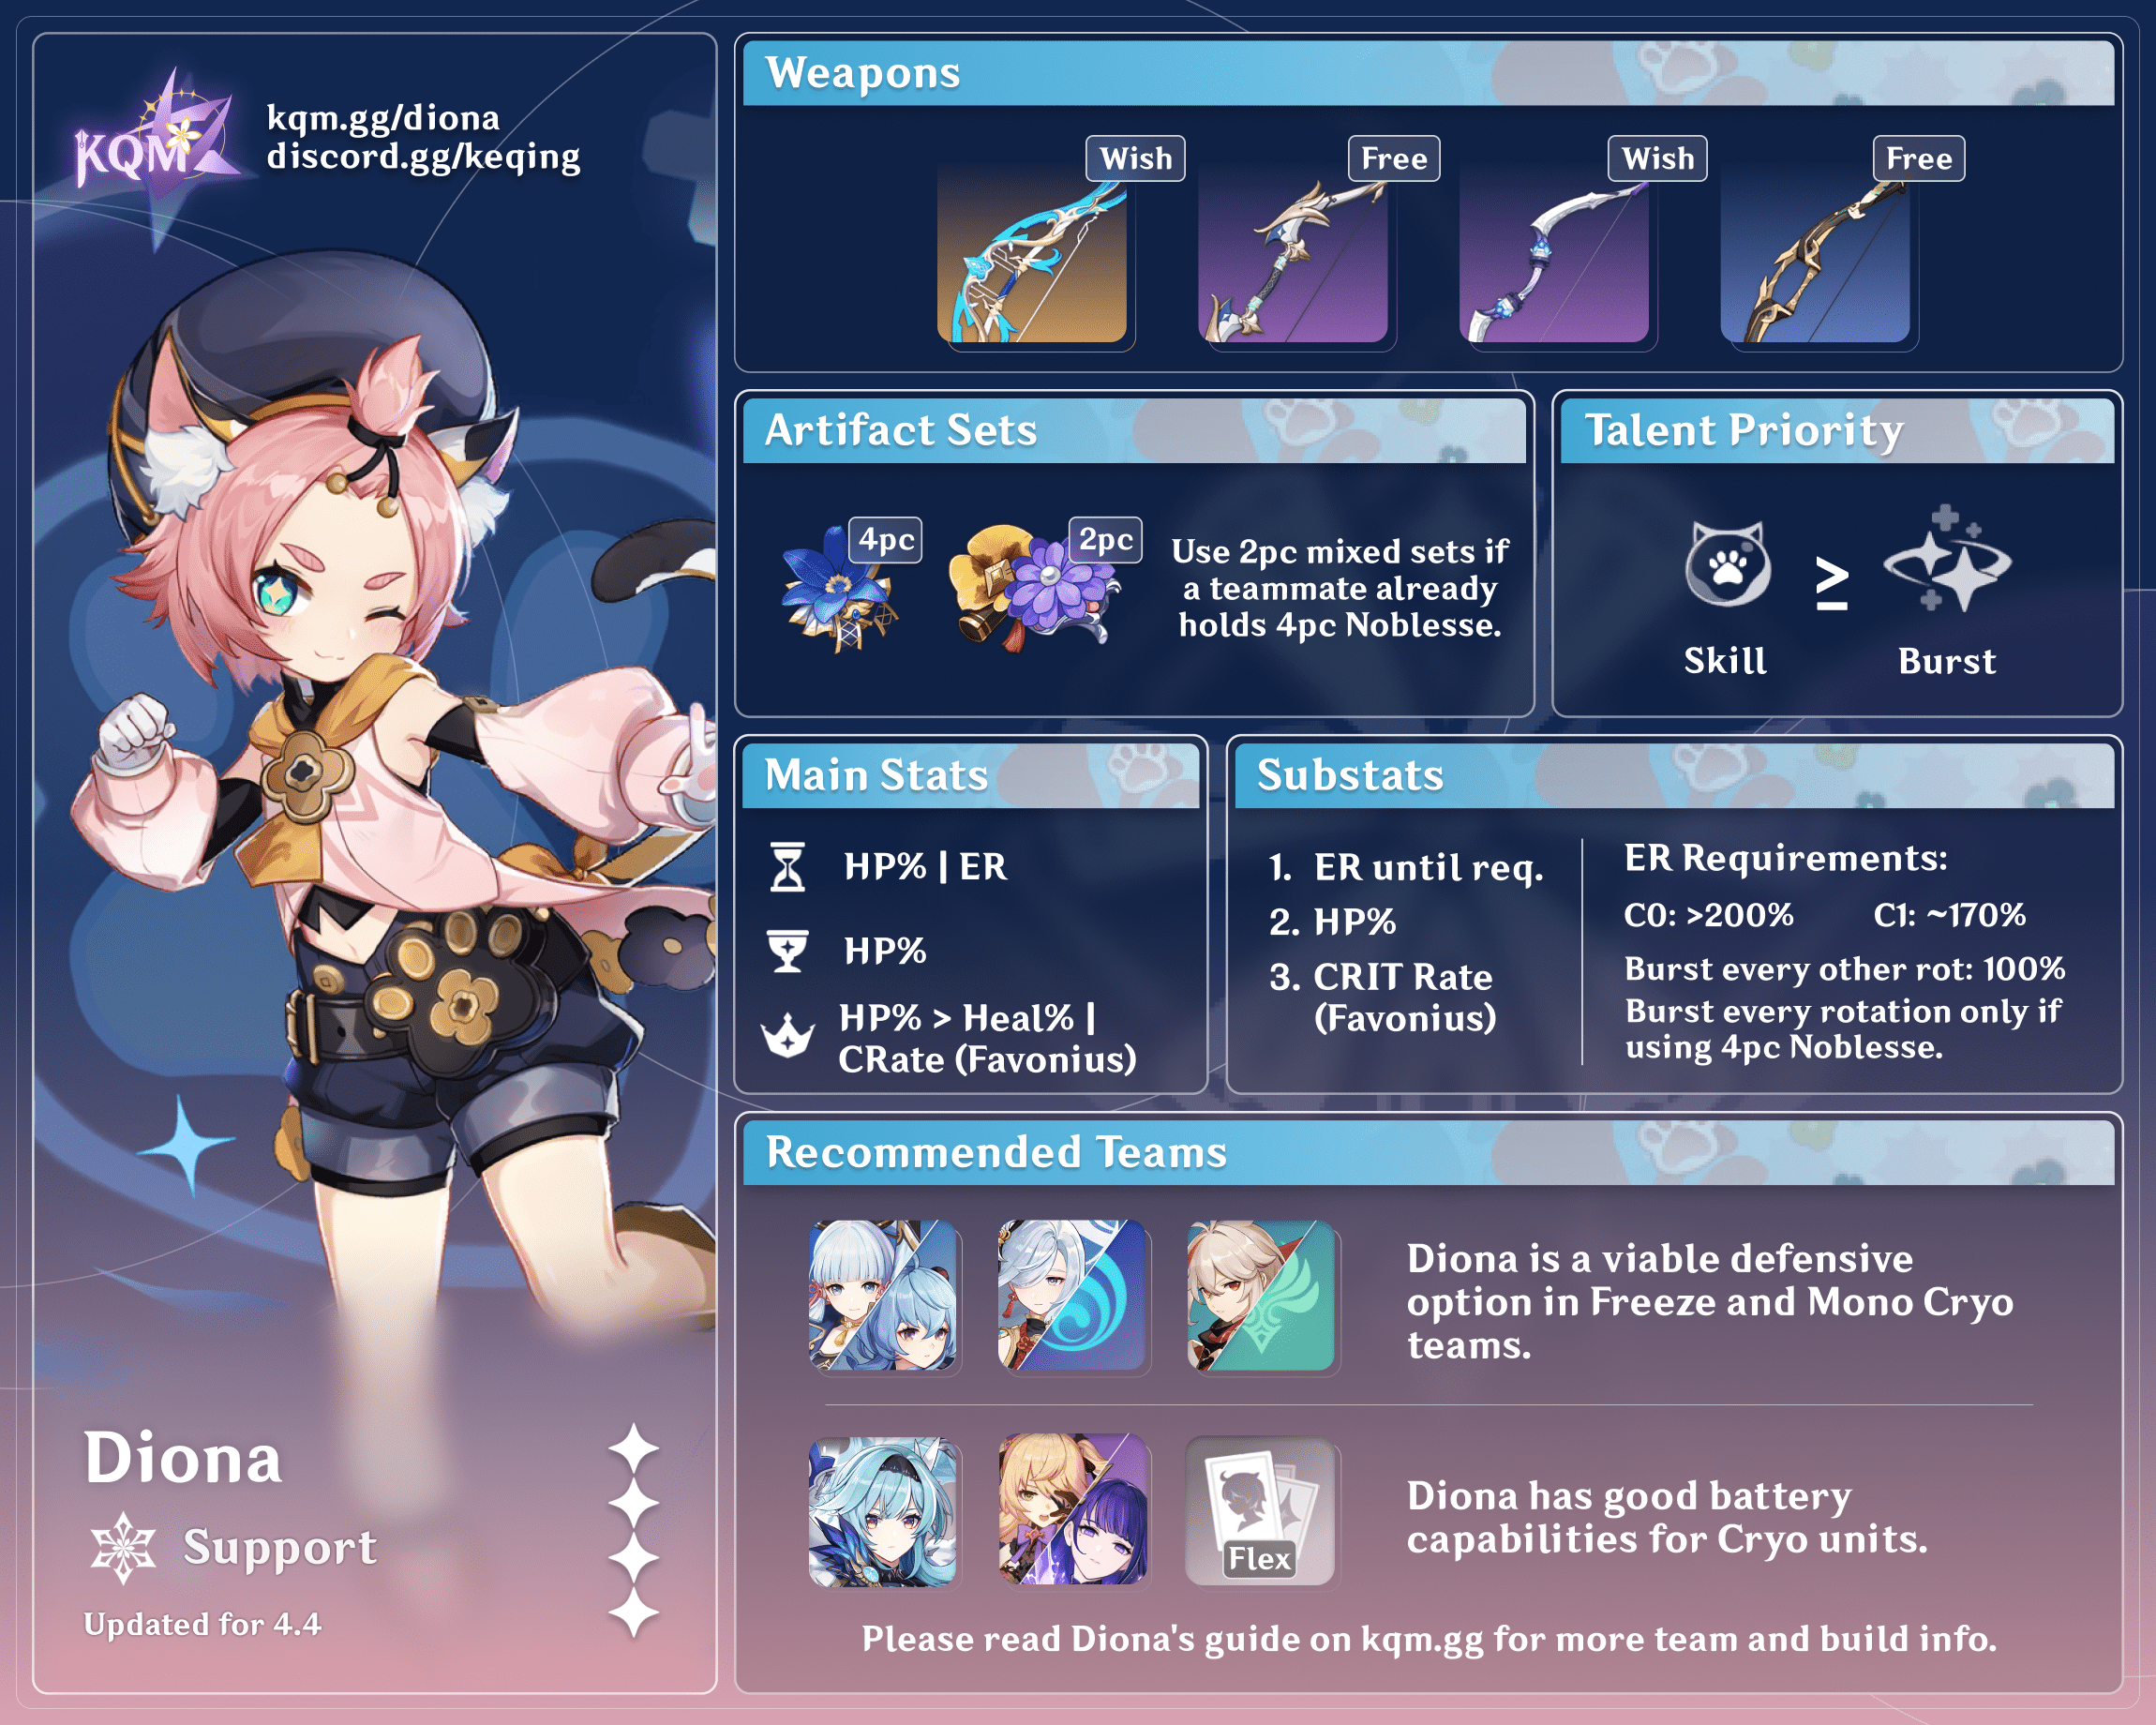 KQM
kqm.gg/diona
discord.gg/keqing
Diona
Support
Updated for 4.4
Weapons
Wish
Free
Wish
Free
Artifact Sets
4pc
2pc
Use 2pc mixed sets if
a teammate already
holds 4pc Noblesse.
Talent Priority
Skill
≥
Burst
Main Stats
HP% | ER
HP%
HP% > Heal% |
CRate (Favonius)
Substats
1. ER until req.
2. HP%
3. CRIT Rate
(Favonius)
ER Requirements:
C0: >200% C1: ~170%
Burst every other rot: 100%
Burst every rotation only if
using 4pc Noblesse.
Recommended Teams
Diona is a viable defensive
option in Freeze and Mono Cryo
teams.
Flex
Diona has good battery
capabilities for Cryo units.
Please read Diona's guide on kqm.gg for more team and build info.